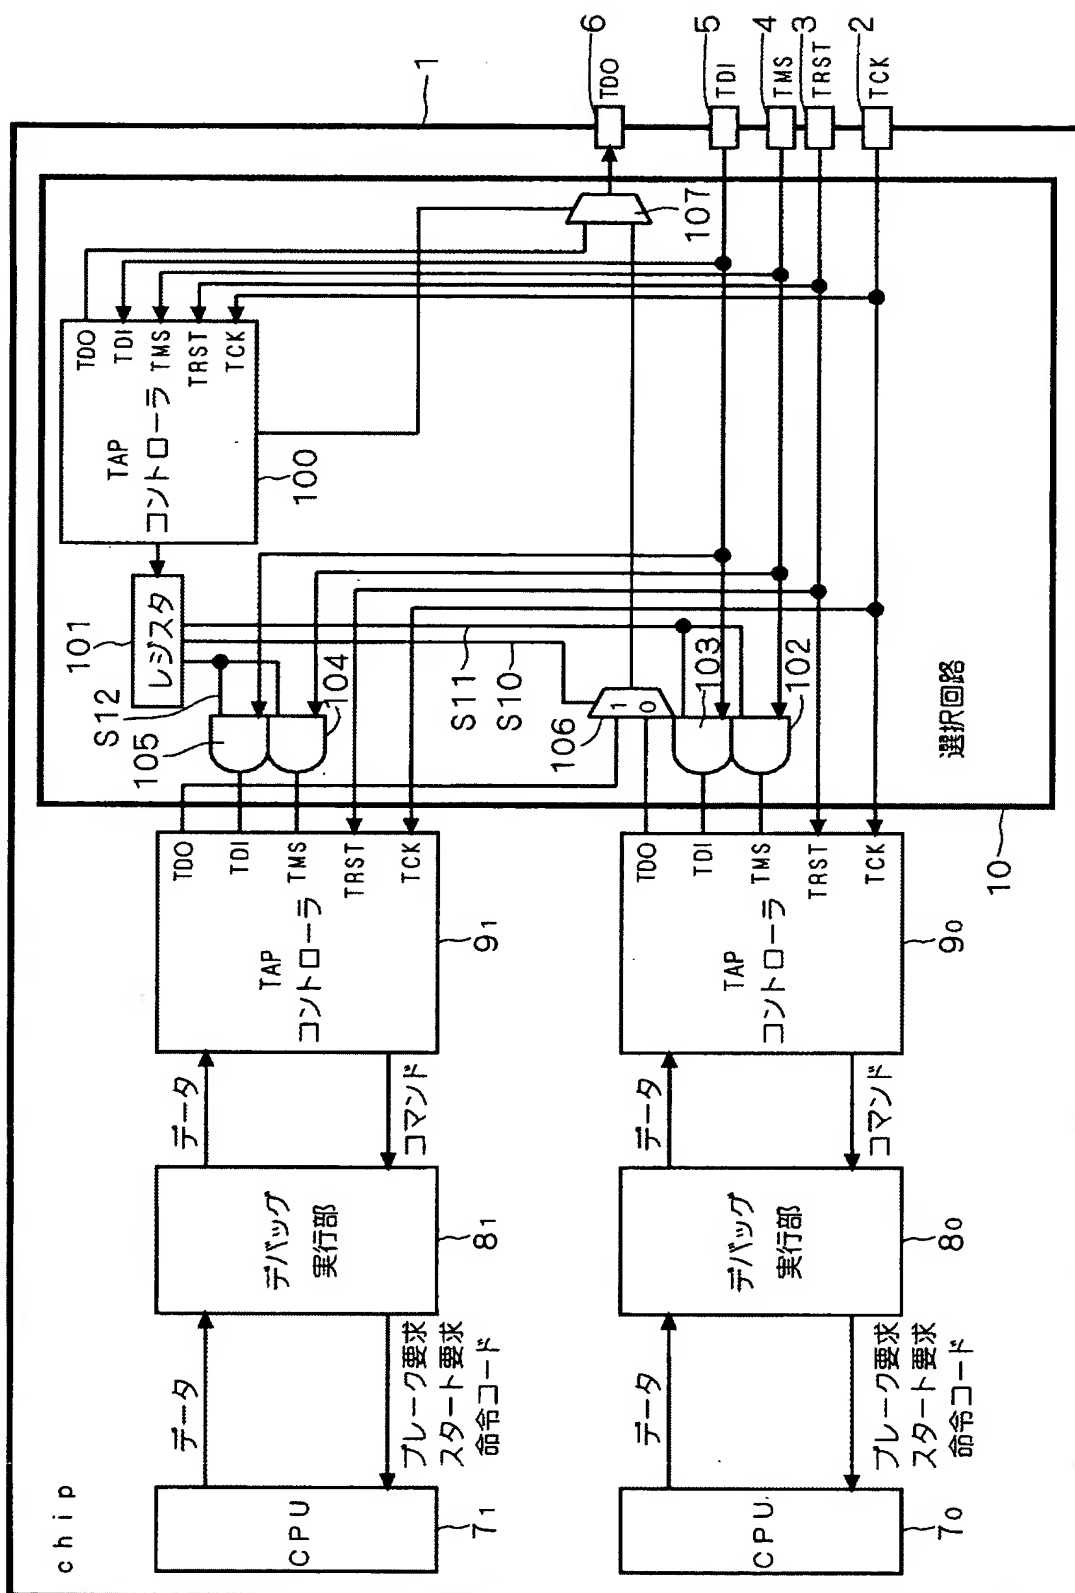 chip
CPU
7₁
データ
ブレーク要求
スタート要求
命令コード
デバッグ
実行部
8₁
データ
コマンド
TAP
コントローラ
9₁
TDO
TDI
TMS
TRST
TCK
CPU
7₀
データ
ブレーク要求
スタート要求
命令コード
デバッグ
実行部
8₀
データ
コマンド
TAP
コントローラ
9₀
TDO
TDI
TMS
TRST
TCK
10
選択回路
S12
105
104
レジスタ
101
S11
S10
106
1
0
103
102
TAP
コントローラ
100
TDO
TDI
TMS
TRST
TCK
107
1
6
TDO
5
TDI
4
TMS
3
TRST
2
TCK